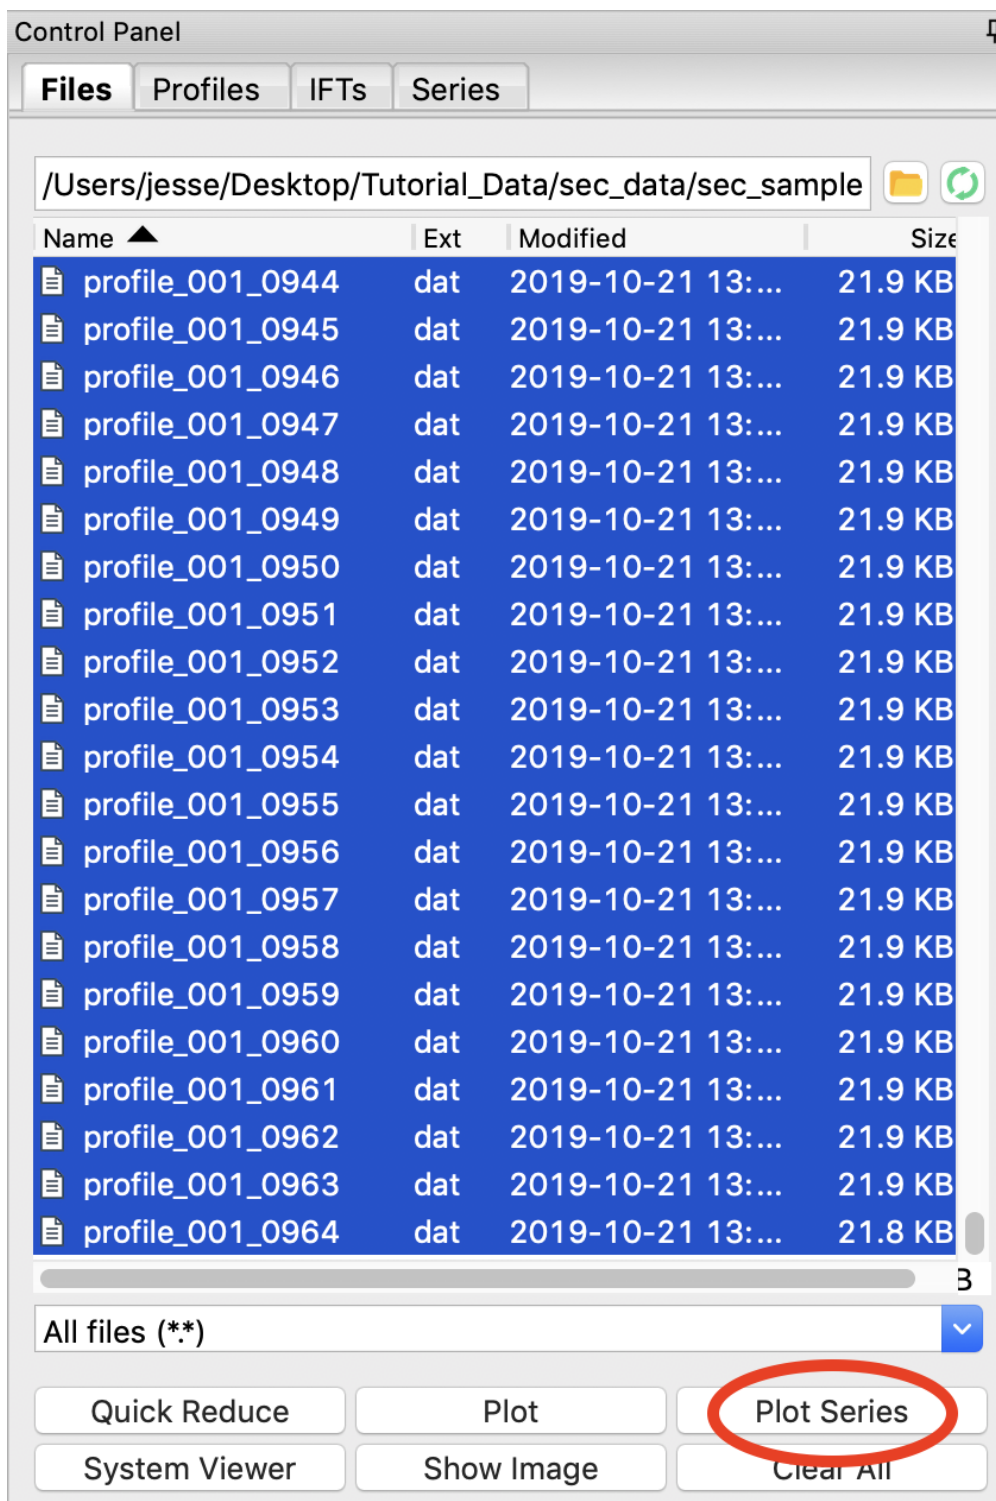 Control Panel
Files Profiles IFTs Series
/Users/jesse/Desktop/Tutorial_Data/sec_data/sec_sample
Name Ext Modified Size
profile_001_0944 dat 2019-10-21 13:... 21.9 KB
profile_001_0945 dat 2019-10-21 13:... 21.9 KB
profile_001_0946 dat 2019-10-21 13:... 21.9 KB
profile_001_0947 dat 2019-10-21 13:... 21.9 KB
profile_001_0948 dat 2019-10-21 13:... 21.9 KB
profile_001_0949 dat 2019-10-21 13:... 21.9 KB
profile_001_0950 dat 2019-10-21 13:... 21.9 KB
profile_001_0951 dat 2019-10-21 13:... 21.9 KB
profile_001_0952 dat 2019-10-21 13:... 21.9 KB
profile_001_0953 dat 2019-10-21 13:... 21.9 KB
profile_001_0954 dat 2019-10-21 13:... 21.9 KB
profile_001_0955 dat 2019-10-21 13:... 21.9 KB
profile_001_0956 dat 2019-10-21 13:... 21.9 KB
profile_001_0957 dat 2019-10-21 13:... 21.9 KB
profile_001_0958 dat 2019-10-21 13:... 21.9 KB
profile_001_0959 dat 2019-10-21 13:... 21.9 KB
profile_001_0960 dat 2019-10-21 13:... 21.9 KB
profile_001_0961 dat 2019-10-21 13:... 21.9 KB
profile_001_0962 dat 2019-10-21 13:... 21.9 KB
profile_001_0963 dat 2019-10-21 13:... 21.9 KB
profile_001_0964 dat 2019-10-21 13:... 21.8 KB
B
All files (*.*)
Quick Reduce Plot Plot Series
System Viewer Show Image Clear All